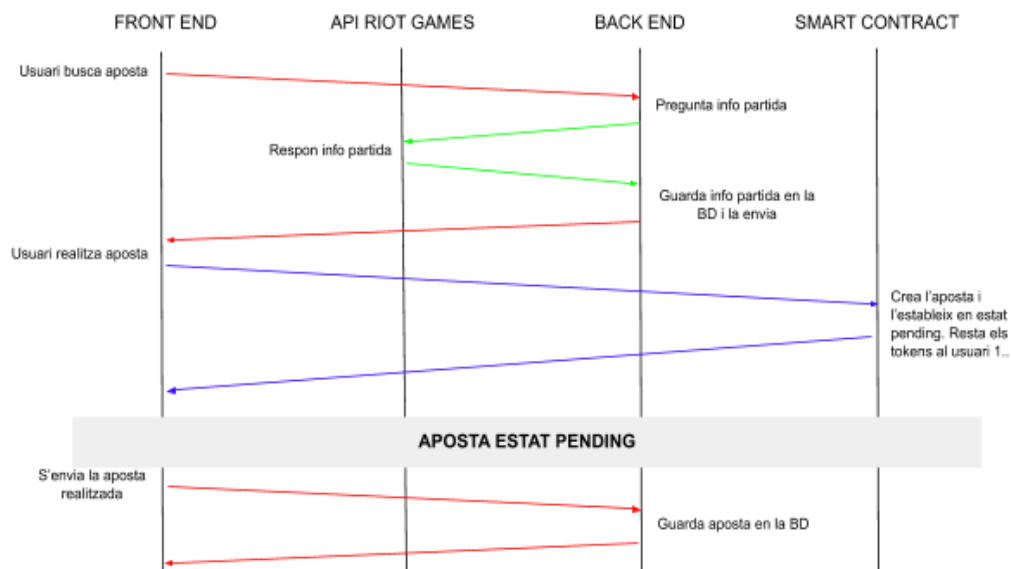 FRONT END
API RIOT GAMES
BACK END
SMART CONTRACT
Usuari busca aposta
Pregunta info partida
Respon info partida
Guarda info partida en la
BD i la envia
Usuari realitza aposta
Crea l'aposta i
l'estableix en estat
pending. Resta els
tokens al usuari 1..
APOSTA ESTAT PENDING
S'envia la aposta
realitzada
Guarda aposta en la BD